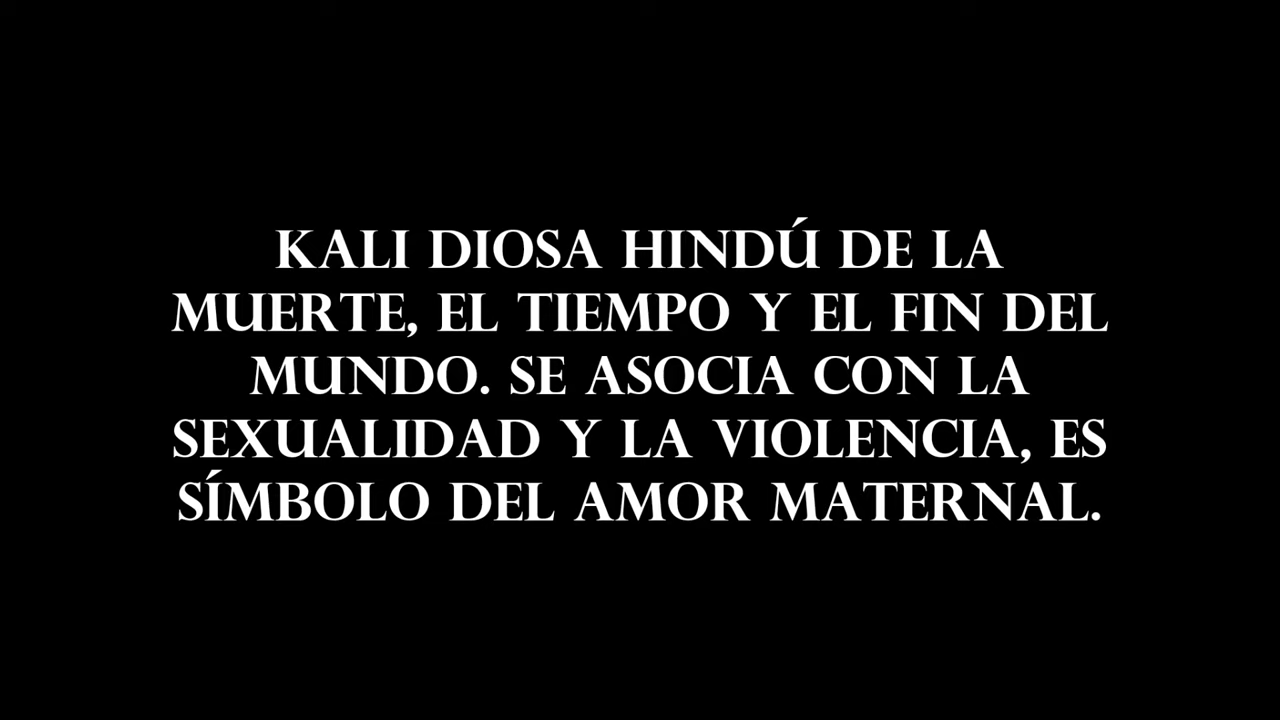 KALI DIOSA HINDÚ DE LA
MUERTE, EL TIEMPO Y EL FIN DEL
MUNDO. SE ASOCIA CON LA
SEXUALIDAD Y LA VIOLENCIA, ES
SÍMBOLO DEL AMOR MATERNAL.